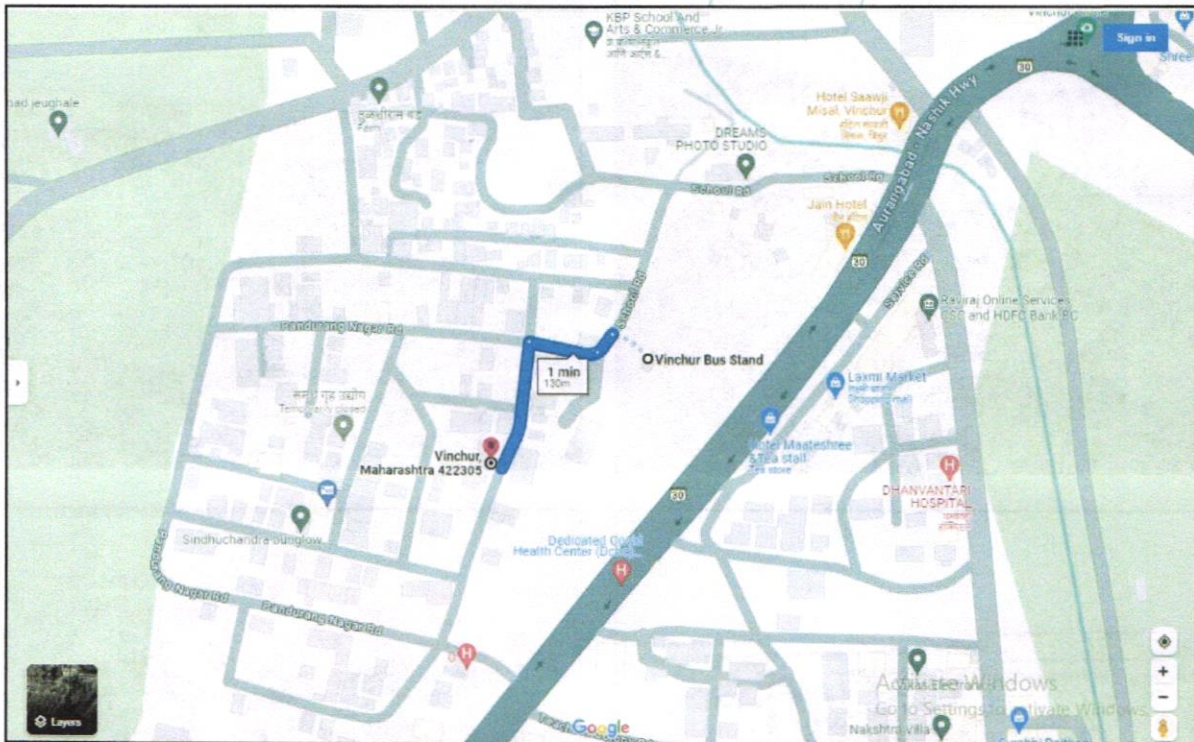 KBP School And
Arts & Commerce Jr
Sign in
30
Hotel Saawji
Misal, Vinchur
DREAMS
PHOTO STUDIO
School Rd
School Rd
Aurangabad - Nashik Hwy
Jain Hotel
30
Service Rd
School Rd
Raviraj Online Services
CSC and HDFC Bank BC
Pandurang Nagar Rd
Vinchur Bus Stand
1 min
130m
Laxmi Market
Shopping mall
Temporarily closed
Hotel Maateshree
& Tea stall
Tea store
Vinchur,
Maharashtra 422305
DHANVANTARI
HOSPITAL
30
Sindhuchandra bunglow
Dedicated Covid
Health Center (Dchc)...
Pandurang Nagar Rd
Pandurang Nagar Rd
Activate Windows
Go to Settings to activate Windows.
Layers
Google
Nakshtra Villa